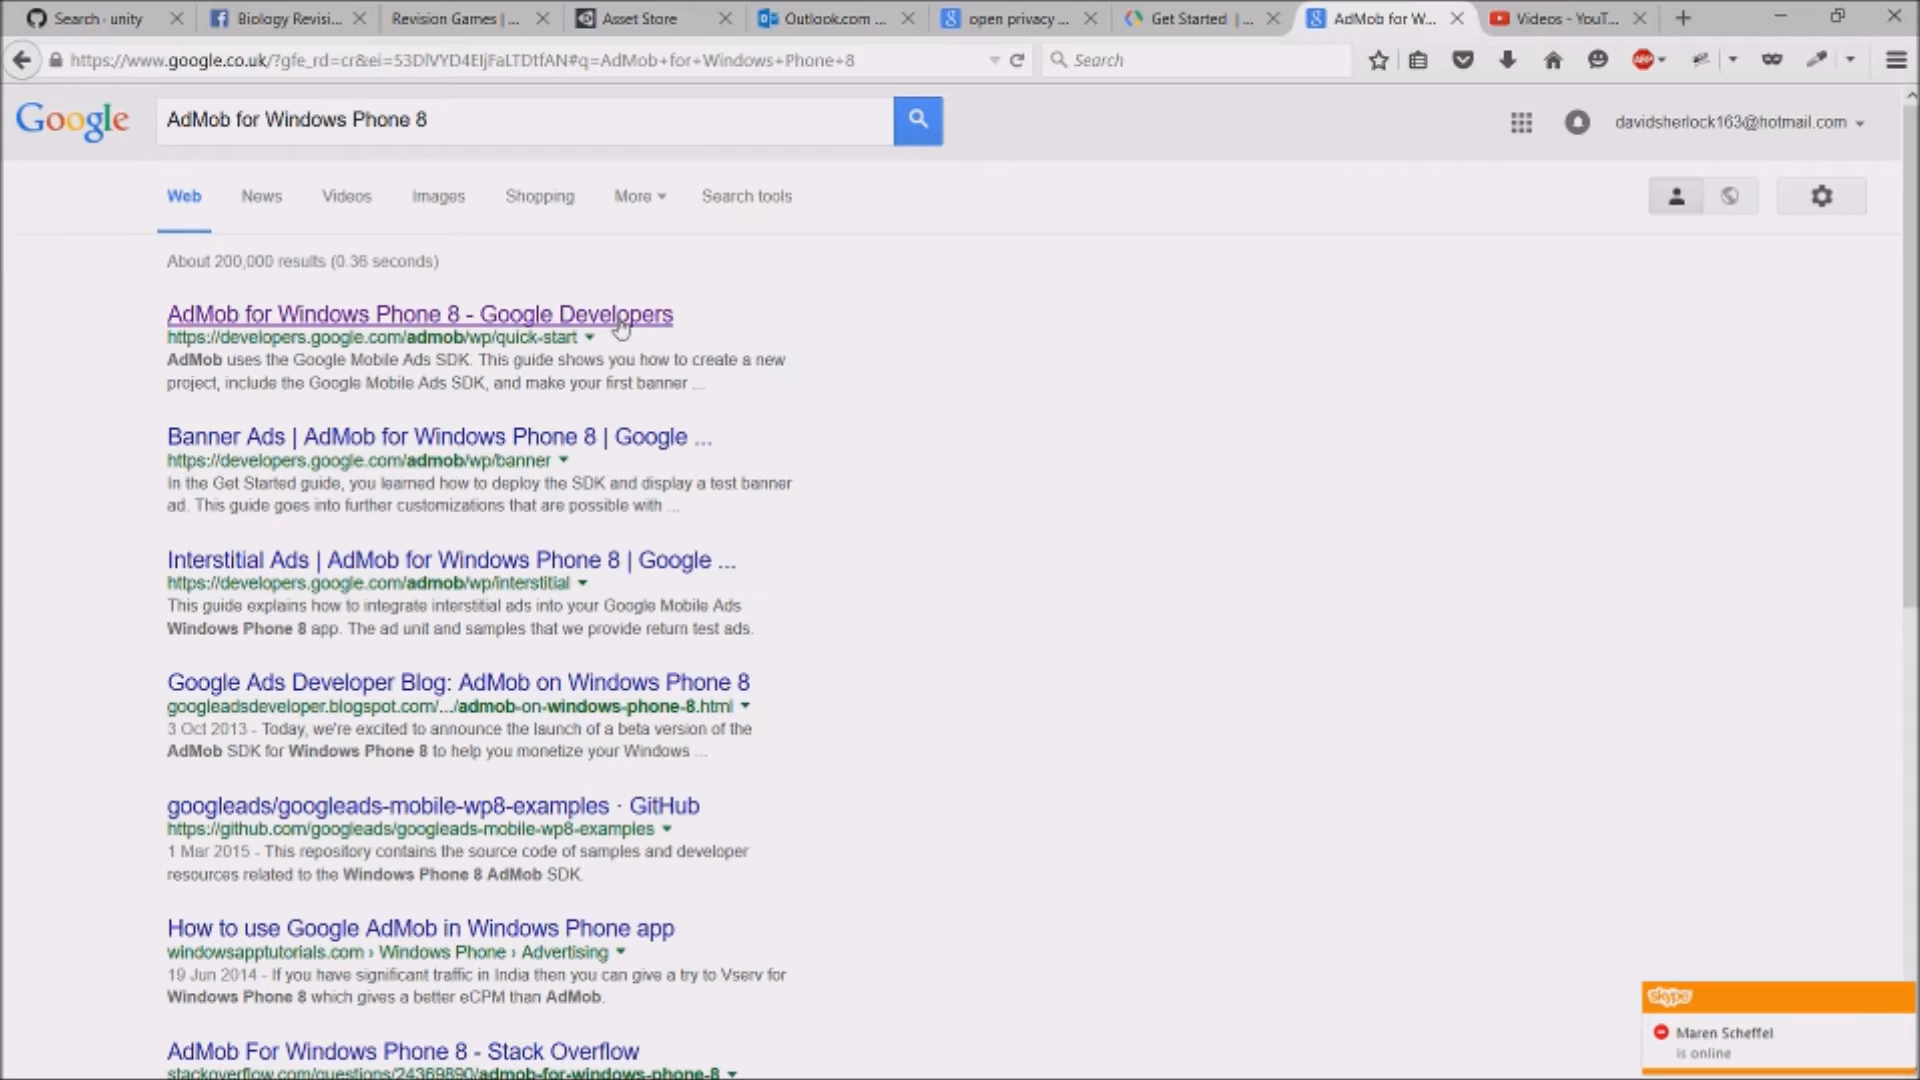 Search · unity
Biology Revisi...
Revision Games | ...
Asset Store
Outlook.com ...
open privacy ...
Get Started | ...
AdMob for W...
Videos - YouT...
https://www.google.co.uk/?gfe_rd=cr&ei=53DlVYD4EIjFaLTDtfAN#q=AdMob+for+Windows+Phone+8
Search
ABP
Google
AdMob for Windows Phone 8
davidsherlock163@hotmail.com
Web
News
Videos
Images
Shopping
More
Search tools
About 200,000 results (0.36 seconds)
AdMob for Windows Phone 8 - Google Developers
https://developers.google.com/admob/wp/quick-start
AdMob uses the Google Mobile Ads SDK. This guide shows you how to create a new
project, include the Google Mobile Ads SDK, and make your first banner ...
Banner Ads | AdMob for Windows Phone 8 | Google ...
https://developers.google.com/admob/wp/banner
In the Get Started guide, you learned how to deploy the SDK and display a test banner
ad. This guide goes into further customizations that are possible with ...
Interstitial Ads | AdMob for Windows Phone 8 | Google ...
https://developers.google.com/admob/wp/interstitial
This guide explains how to integrate interstitial ads into your Google Mobile Ads
Windows Phone 8 app. The ad unit and samples that we provide return test ads.
Google Ads Developer Blog: AdMob on Windows Phone 8
googleadsdeveloper.blogspot.com/.../admob-on-windows-phone-8.html
3 Oct 2013 - Today, we're excited to announce the launch of a beta version of the
AdMob SDK for Windows Phone 8 to help you monetize your Windows ...
googleads/googleads-mobile-wp8-examples · GitHub
https://github.com/googleads/googleads-mobile-wp8-examples
1 Mar 2015 - This repository contains the source code of samples and developer
resources related to the Windows Phone 8 AdMob SDK.
How to use Google AdMob in Windows Phone app
windowsapptutorials.com › Windows Phone › Advertising
19 Jun 2014 - If you have significant traffic in India then you can give a try to Vserv for
Windows Phone 8 which gives a better eCPM than AdMob.
AdMob For Windows Phone 8 - Stack Overflow
stackoverflow.com/questions/24369890/admob-for-windows-phone-8
skype
Maren Scheffel
is online